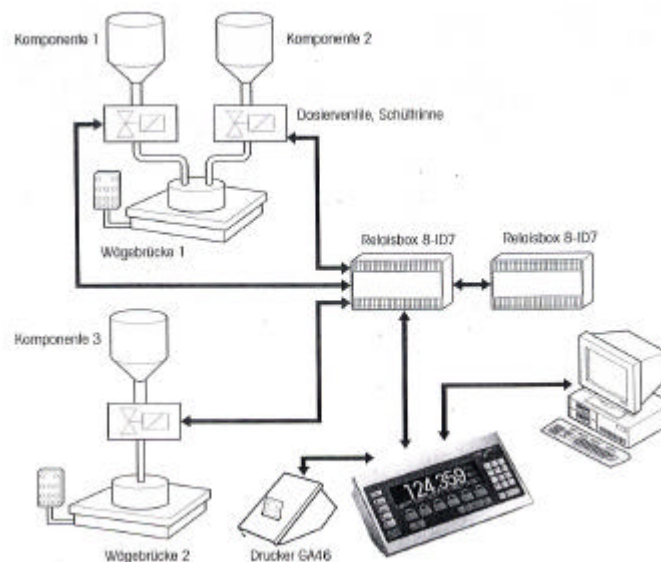 Komponente 1
Komponente 2
Dosierventile, Schüttrinne
Wägebrücke 1
Relaisbox 8-ID7
Relaisbox 8-ID7
Komponente 3
124,359
Wägebrücke 2
Drucker GA46